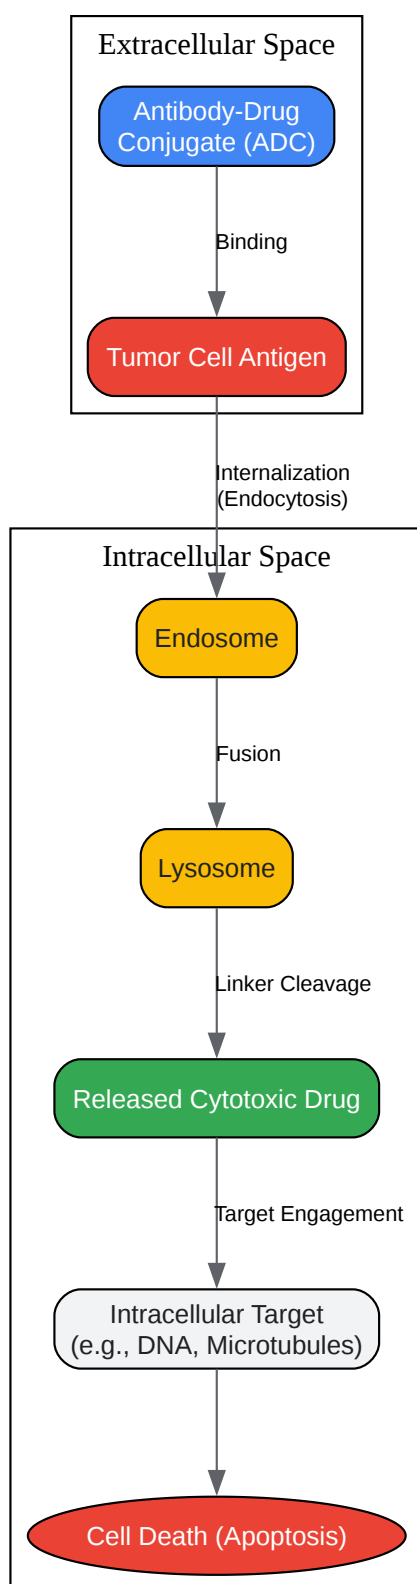 Extracellular Space
Antibody-Drug
Conjugate (ADC)
Binding
Tumor Cell Antigen
Internalization
(Endocytosis)
Intracellular Space
Endosome
Fusion
Lysosome
Linker Cleavage
Released Cytotoxic Drug
Target Engagement
Intracellular Target
(e.g., DNA, Microtubules)
Cell Death (Apoptosis)